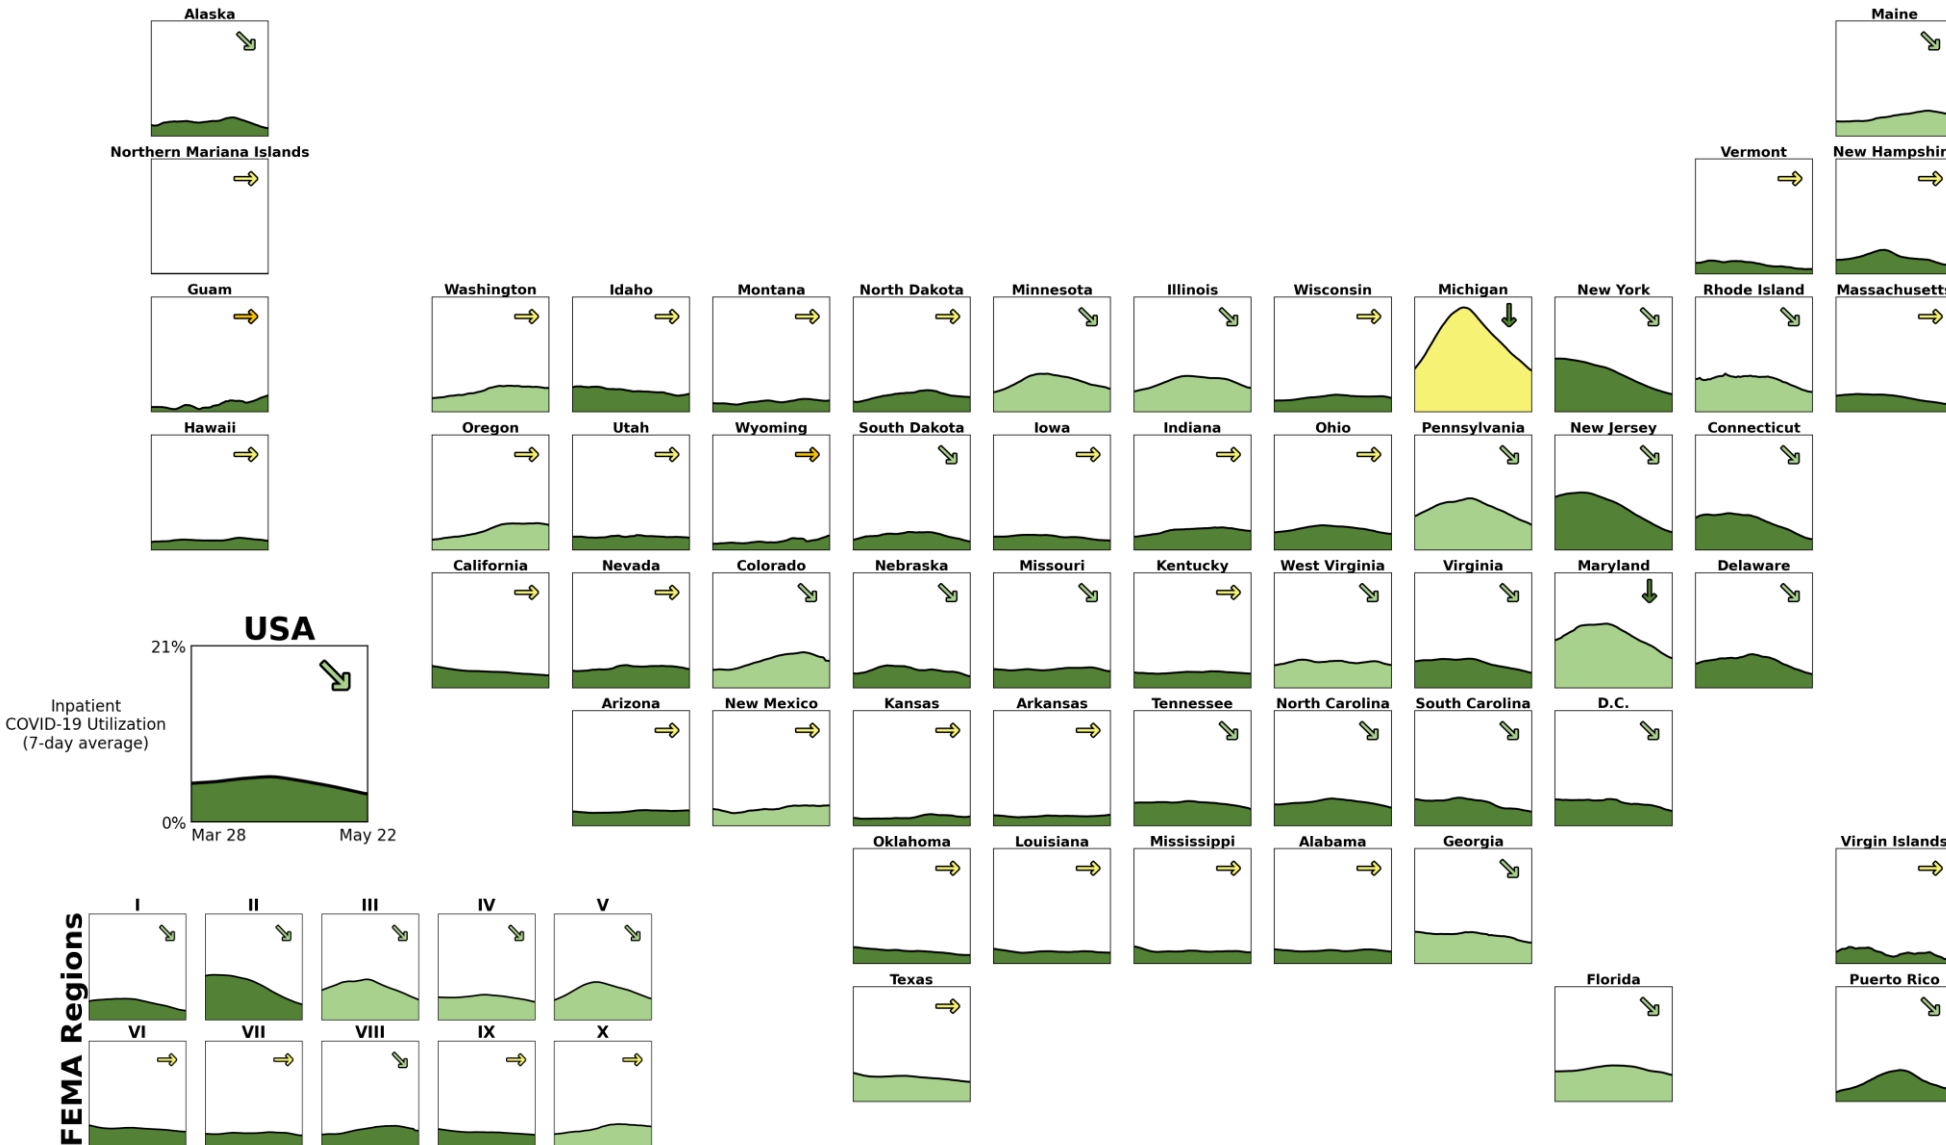 Alaska
Maine
Northern Mariana Islands
Vermont
New Hampshir
Guam
Washington
Idaho
Montana
North Dakota
Minnesota
Illinois
Wisconsin
Michigan
New York
Rhode Island
Massachusetts
Hawaii
Oregon
Utah
Wyoming
South Dakota
Iowa
Indiana
Ohio
Pennsylvania
New Jersey
Connecticut
California
Nevada
Colorado
Nebraska
Missouri
Kentucky
West Virginia
Virginia
Maryland
Delaware
USA
21%
Inpatient
COVID-19 Utilization
(7-day average)
0%
Mar 28
May 22
Arizona
New Mexico
Kansas
Arkansas
Tennessee
North Carolina
South Carolina
D.C.
Oklahoma
Louisiana
Mississippi
Alabama
Georgia
Virgin Islands
FEMA Regions
I
II
III
IV
V
Texas
Florida
Puerto Rico
VI
VII
VIII
IX
X